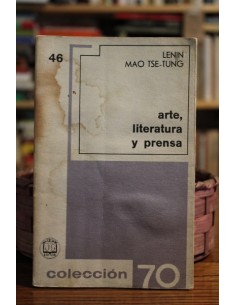 46
LENIN
MAO TSE-TUNG
arte,
literatura
y prensa
colección 70